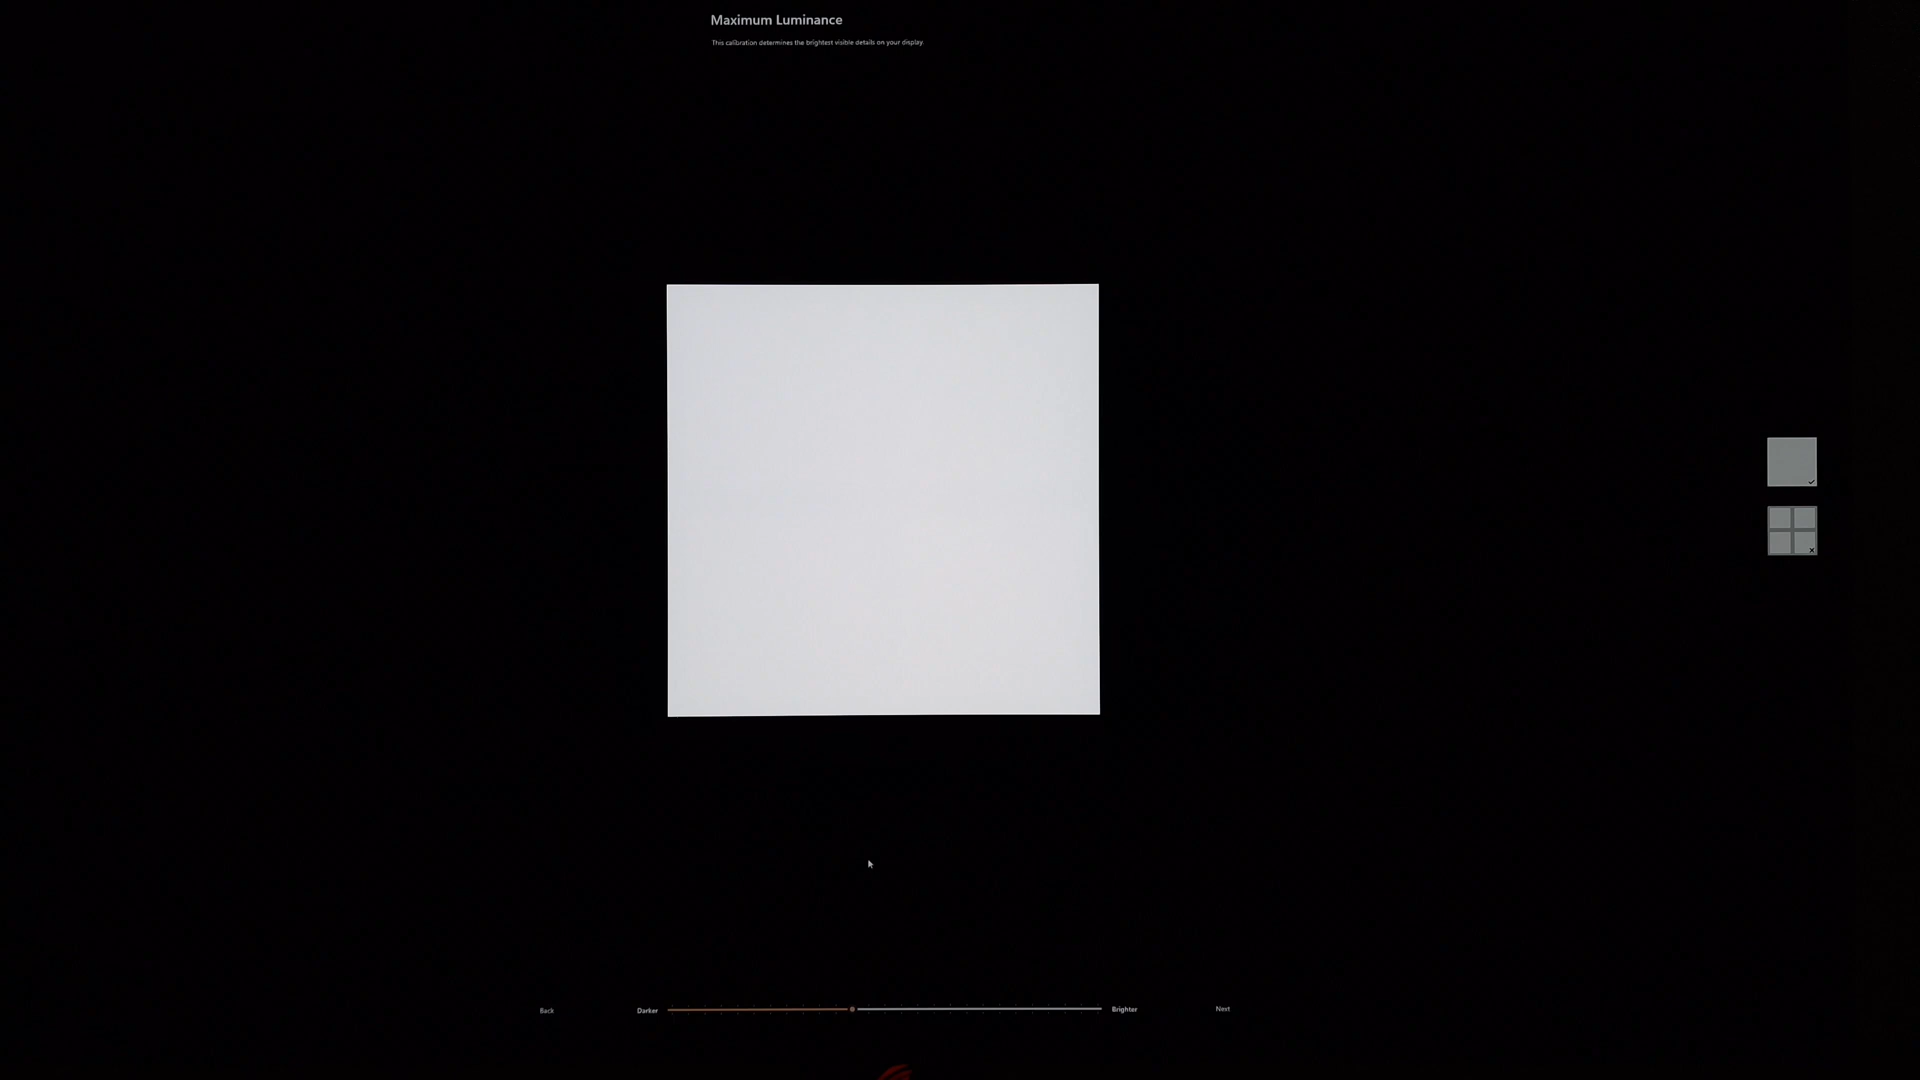 Maximum Luminance
This calibration determines the brightest visible details on your display.
Back
Darker
Brighter
Next